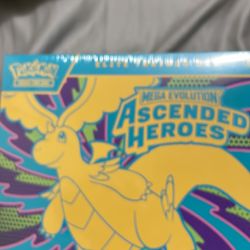 Pokémon
MEGA EVOLUTION
ASCENDED
HEROES